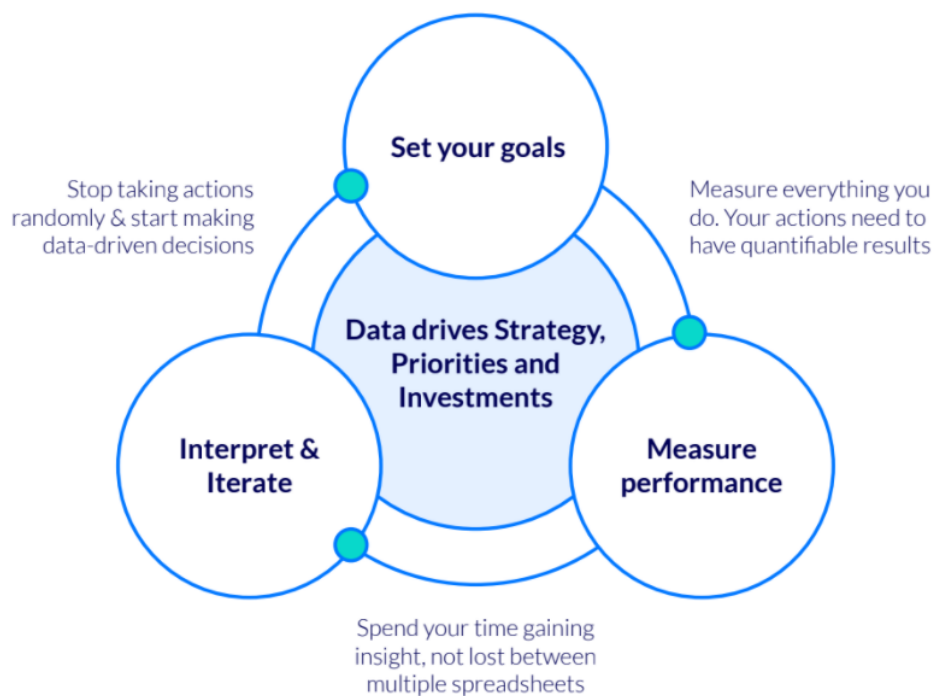 Set your goals
Stop taking actions
randomly & start making
data-driven decisions
Measure everything you
do. Your actions need to
have quantifiable results
Data drives Strategy,
Priorities and
Investments
Interpret &
Iterate
Measure
performance
Spend your time gaining
insight, not lost between
multiple spreadsheets